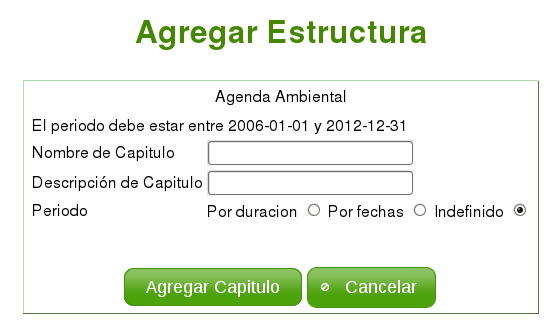 Agregar Estructura
Agenda Ambiental
El periodo debe estar entre 2006-01-01 y 2012-12-31
Nombre de Capitulo
Descripción de Capitulo
Periodo Por duracion Por fechas Indefinido
Agregar Capitulo Cancelar